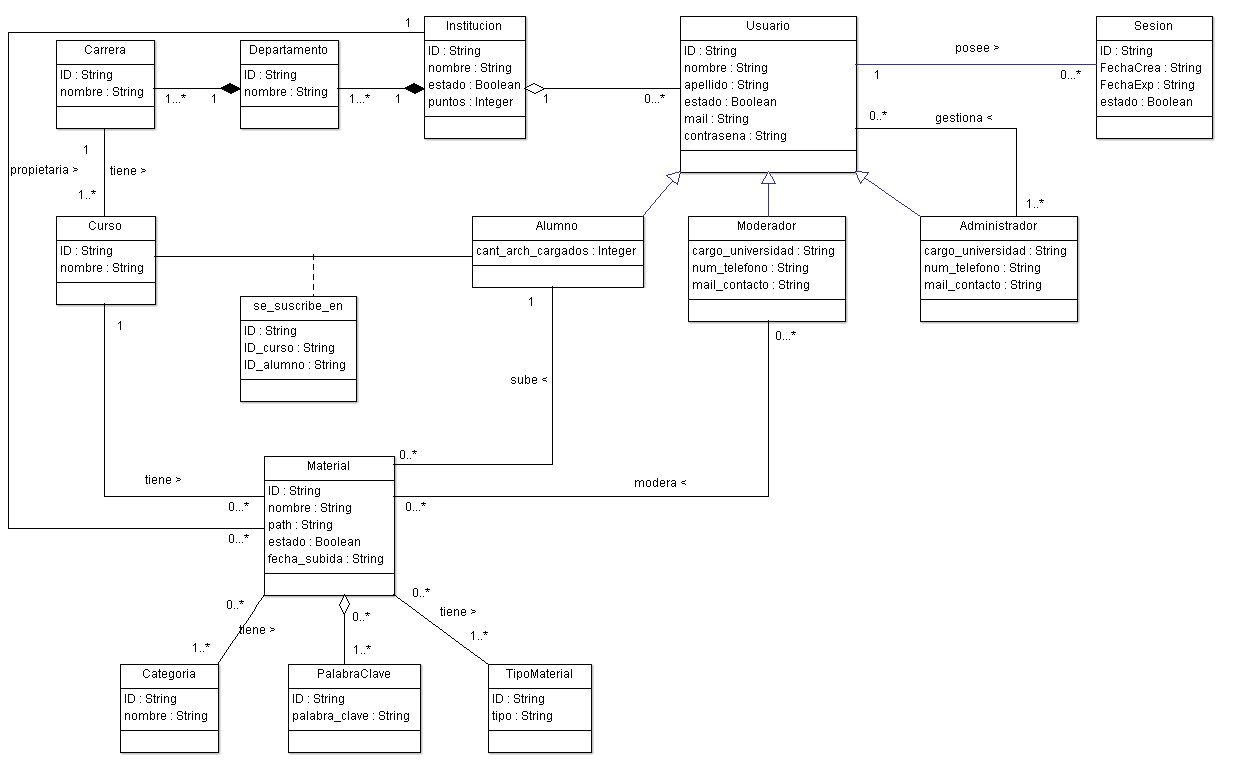 1
Institucion
ID : String
nombre : String
estado : Boolean
puntos : Integer
Usuario
ID : String
nombre : String
apellido : String
estado : Boolean
mail : String
contrasena : String
Sesion
ID : String
FechaCrea : String
FechaExp : String
estado : Boolean
Carrera
ID : String
nombre : String
Departamento
ID : String
nombre : String
1...*
1
1...*
1
1
0...*
posee >
1
0...*
0..*
gestiona <
1..*
1
propietaria >
tiene >
1..*
Curso
ID : String
nombre : String
Alumno
cant_arch_cargados : Integer
Moderador
cargo_universidad : String
num_telefono : String
mail_contacto : String
Administrador
cargo_universidad : String
num_telefono : String
mail_contacto : String
se_suscribe_en
ID : String
ID_curso : String
ID_alumno : String
1
1
0...*
sube <
0..*
tiene >
modera <
0...*
0...*
0...*
Material
ID : String
nombre : String
path : String
estado : Boolean
fecha_subida : String
0..*
tiene >
1..*
0..*
1..*
0..*
tiene >
1..*
Categoria
ID : String
nombre : String
PalabraClave
ID : String
palabra_clave : String
TipoMaterial
ID : String
tipo : String